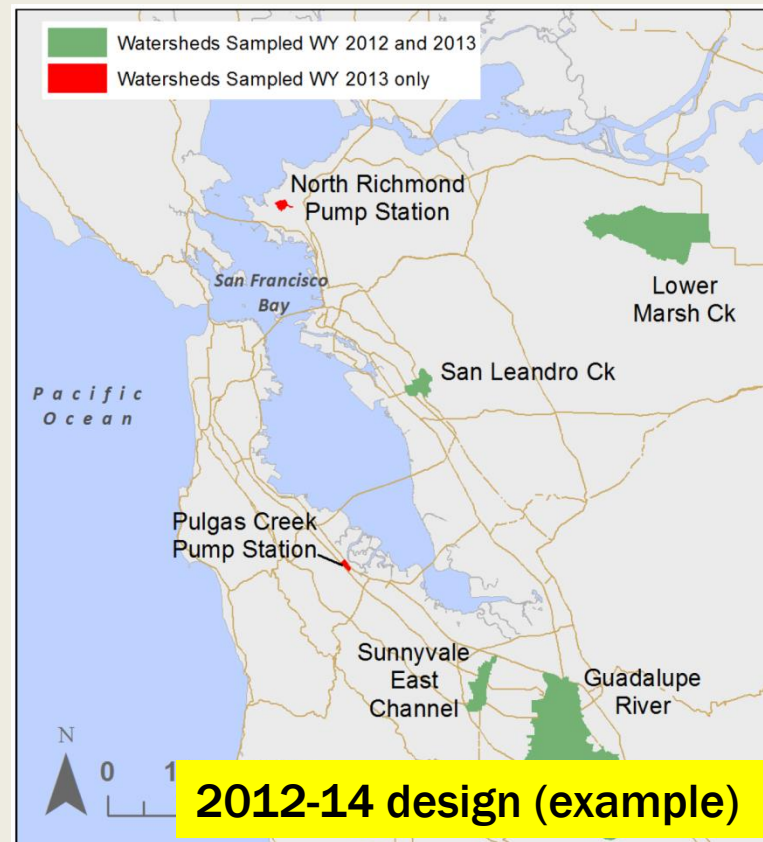 Watersheds Sampled WY 2012 and 2013
Watersheds Sampled WY 2013 only
North Richmond
Pump Station
San Francisco
Bay
Lower
Marsh Ck
San Leandro Ck
Pacific
Ocean
Pulgas Creek
Pump Station
Sunnyvale
East
Channel
Guadalupe
River
N
0
2012-14 design (example)